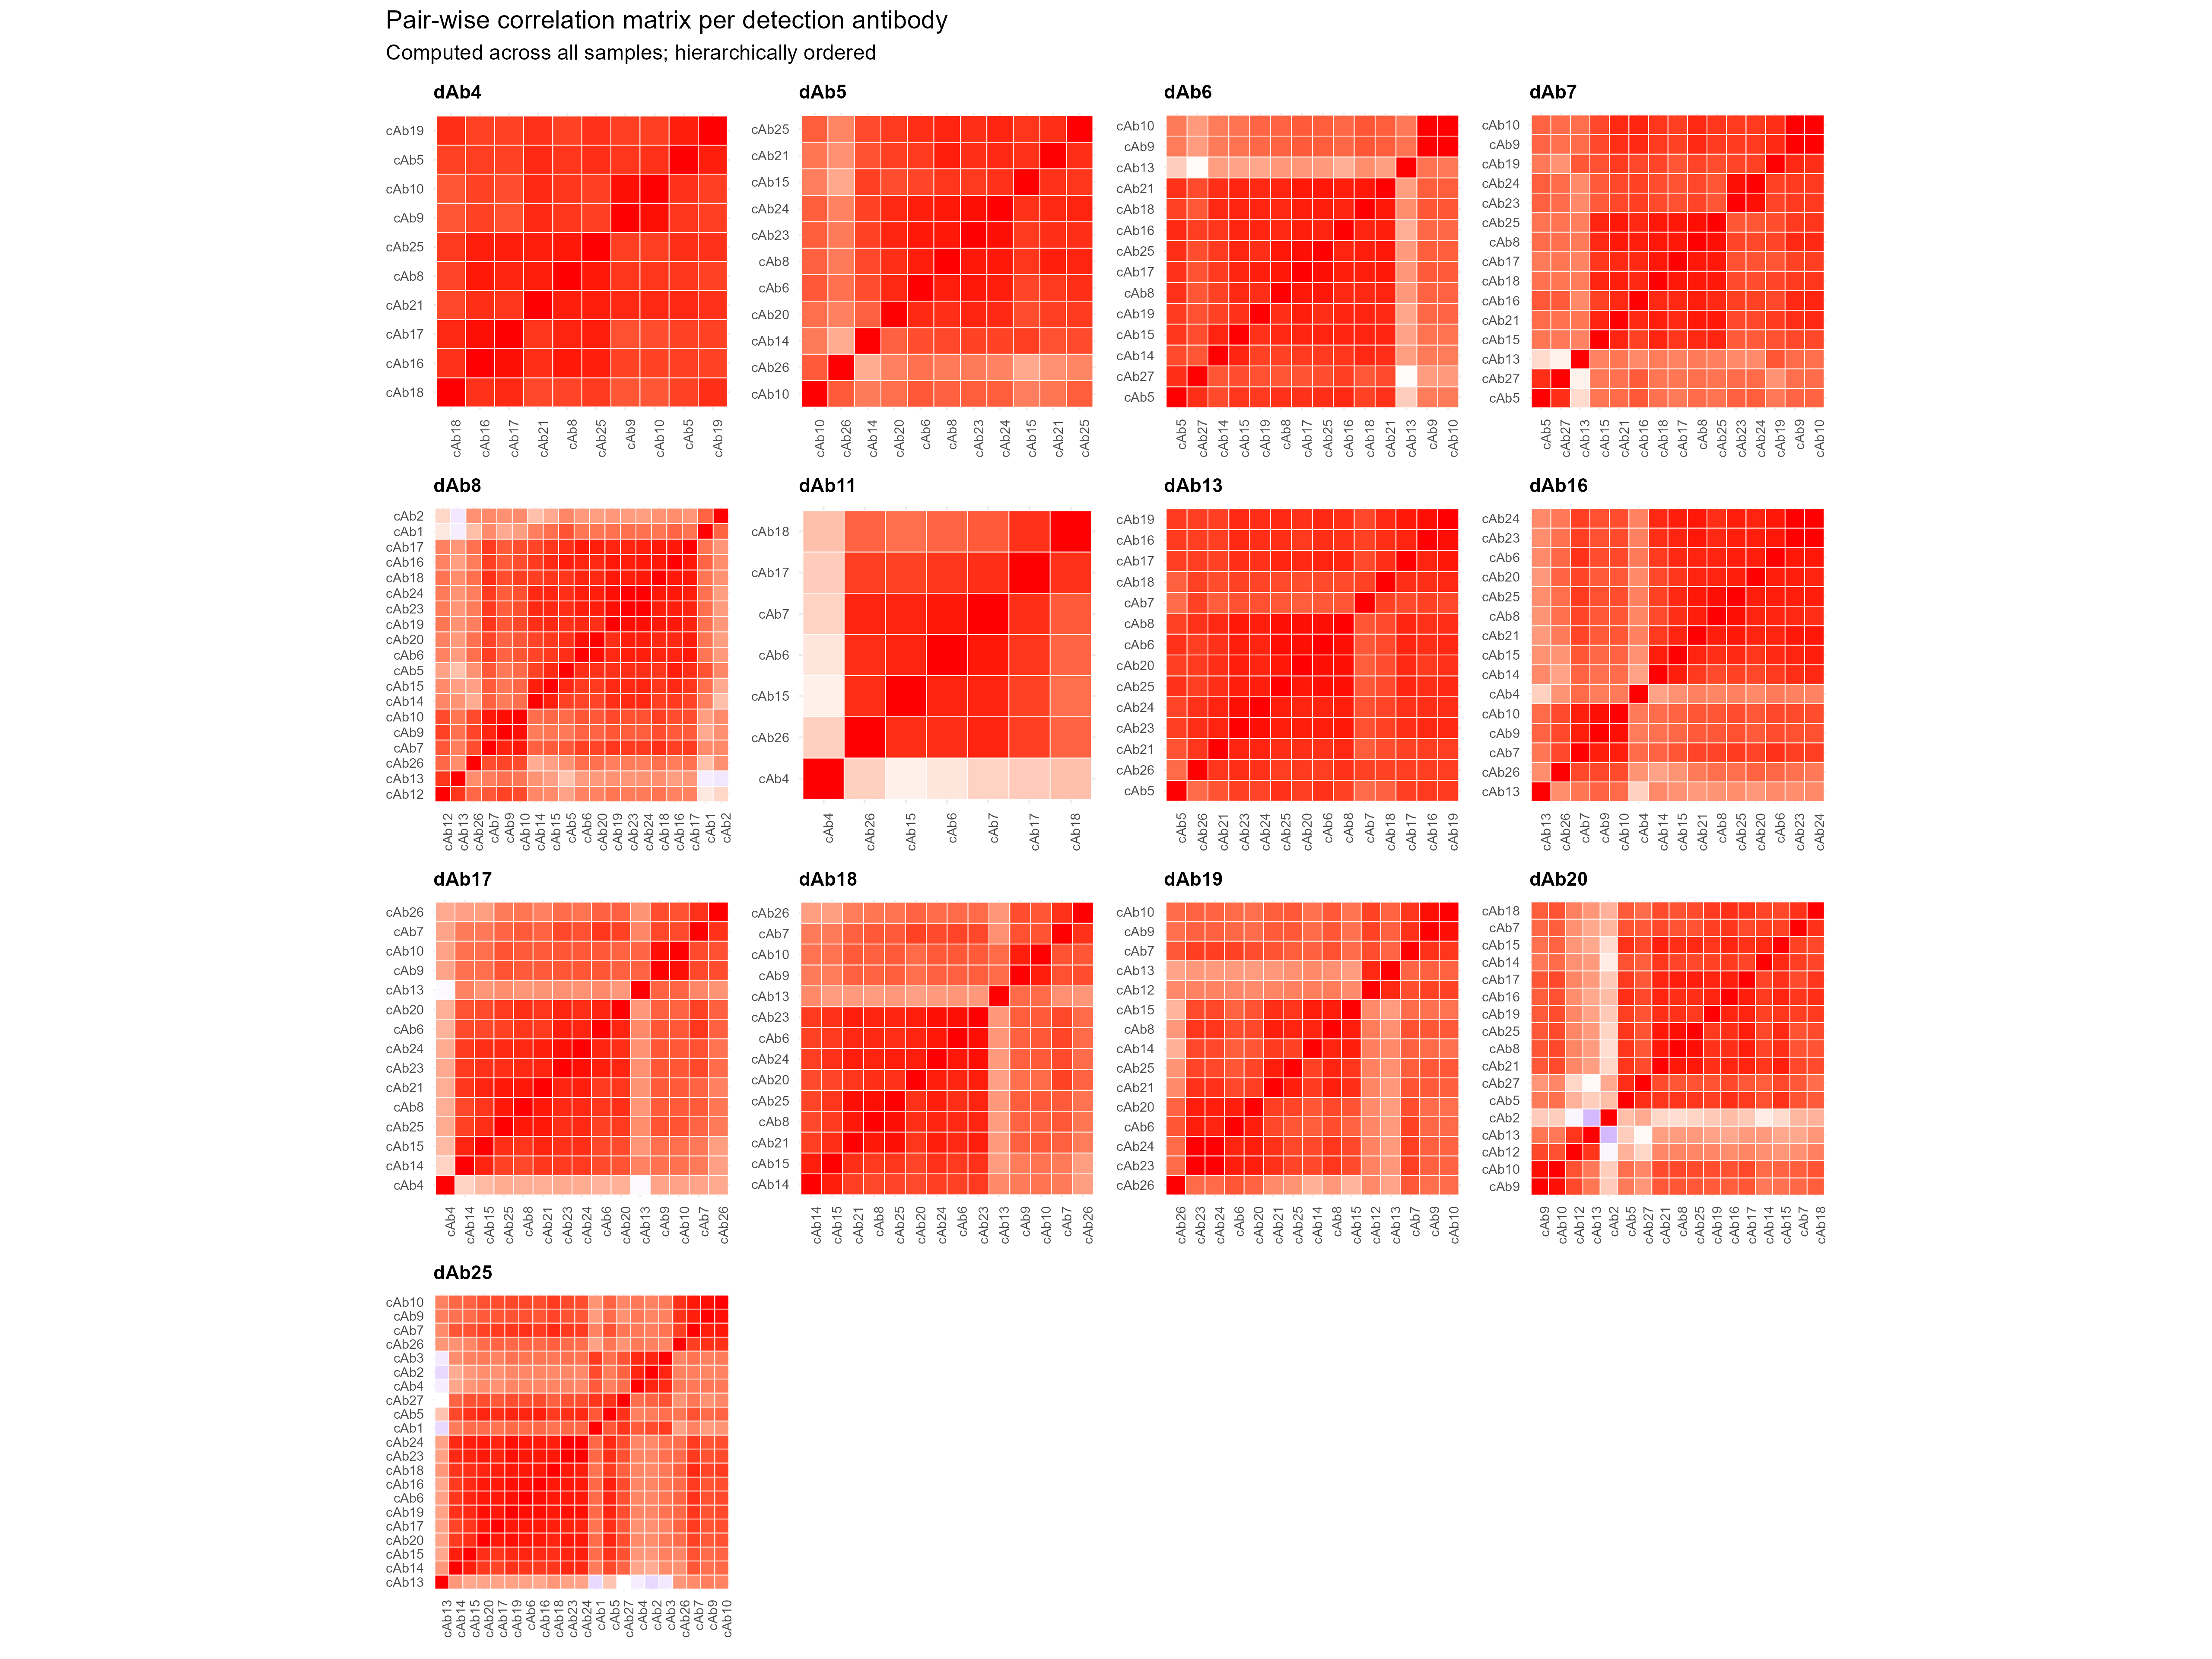 Pair-wise correlation matrix per detection antibody
Computed across all samples; hierarchically ordered
dAb4
cAb19
cAb5
cAb10
cAb9
cAb25
cAb8
cAb21
cAb17
cAb16
cAb18
cAb18 cAb16 cAb17 cAb21 cAb8 cAb25 cAb9 cAb10 cAb5 cAb19
dAb5
cAb25
cAb21
cAb15
cAb24
cAb23
cAb8
cAb6
cAb20
cAb14
cAb26
cAb10
cAb10 cAb26 cAb14 cAb20 cAb6 cAb8 cAb23 cAb24 cAb15 cAb21 cAb25
dAb6
cAb10
cAb9
cAb13
cAb21
cAb18
cAb16
cAb25
cAb17
cAb8
cAb19
cAb15
cAb14
cAb27
cAb5
cAb5 cAb27 cAb14 cAb15 cAb19 cAb8 cAb17 cAb25 cAb16 cAb18 cAb21 cAb13 cAb9 cAb10
dAb7
cAb10
cAb9
cAb19
cAb24
cAb23
cAb25
cAb8
cAb17
cAb18
cAb16
cAb21
cAb15
cAb13
cAb27
cAb5
cAb5 cAb27 cAb13 cAb15 cAb21 cAb16 cAb18 cAb17 cAb8 cAb25 cAb23 cAb24 cAb19 cAb9 cAb10
dAb8
cAb2
cAb1
cAb17
cAb16
cAb18
cAb24
cAb23
cAb19
cAb20
cAb6
cAb5
cAb15
cAb14
cAb10
cAb9
cAb7
cAb26
cAb13
cAb12
cAb12 cAb13 cAb26 cAb7 cAb9 cAb10 cAb14 cAb15 cAb5 cAb6 cAb20 cAb19 cAb23 cAb24 cAb18 cAb16 cAb17 cAb1 cAb2
dAb11
cAb18
cAb17
cAb7
cAb6
cAb15
cAb26
cAb4
cAb4 cAb26 cAb15 cAb6 cAb7 cAb17 cAb18
dAb13
cAb19
cAb16
cAb17
cAb18
cAb7
cAb8
cAb6
cAb20
cAb25
cAb24
cAb23
cAb21
cAb26
cAb5
cAb5 cAb26 cAb21 cAb23 cAb24 cAb25 cAb20 cAb6 cAb8 cAb7 cAb18 cAb17 cAb16 cAb19
dAb16
cAb24
cAb23
cAb6
cAb20
cAb25
cAb8
cAb21
cAb15
cAb14
cAb4
cAb10
cAb9
cAb7
cAb26
cAb13
cAb13 cAb26 cAb7 cAb9 cAb10 cAb4 cAb14 cAb15 cAb21 cAb8 cAb25 cAb20 cAb6 cAb23 cAb24
dAb17
cAb26
cAb7
cAb10
cAb9
cAb13
cAb20
cAb6
cAb24
cAb23
cAb21
cAb8
cAb25
cAb15
cAb14
cAb4
cAb4 cAb14 cAb15 cAb25 cAb8 cAb21 cAb23 cAb24 cAb6 cAb20 cAb13 cAb9 cAb10 cAb7 cAb26
dAb18
cAb26
cAb7
cAb10
cAb9
cAb13
cAb23
cAb6
cAb24
cAb20
cAb25
cAb8
cAb21
cAb15
cAb14
cAb14 cAb15 cAb21 cAb8 cAb25 cAb20 cAb24 cAb6 cAb23 cAb13 cAb9 cAb10 cAb7 cAb26
dAb19
cAb10
cAb9
cAb7
cAb13
cAb12
cAb15
cAb8
cAb14
cAb25
cAb21
cAb20
cAb6
cAb24
cAb23
cAb26
cAb26 cAb23 cAb24 cAb6 cAb20 cAb21 cAb25 cAb14 cAb8 cAb15 cAb12 cAb13 cAb7 cAb9 cAb10
dAb20
cAb18
cAb7
cAb15
cAb14
cAb17
cAb16
cAb19
cAb25
cAb8
cAb21
cAb27
cAb5
cAb2
cAb13
cAb12
cAb10
cAb9
cAb9 cAb10 cAb12 cAb13 cAb2 cAb5 cAb27 cAb21 cAb8 cAb25 cAb19 cAb16 cAb17 cAb14 cAb15 cAb7 cAb18
dAb25
cAb10
cAb9
cAb7
cAb26
cAb3
cAb2
cAb4
cAb27
cAb5
cAb1
cAb24
cAb23
cAb18
cAb16
cAb6
cAb19
cAb17
cAb20
cAb15
cAb14
cAb13
cAb13 cAb14 cAb15 cAb20 cAb17 cAb19 cAb6 cAb16 cAb18 cAb23 cAb24 cAb1 cAb5 cAb27 cAb4 cAb2 cAb3 cAb26 cAb7 cAb9 cAb10